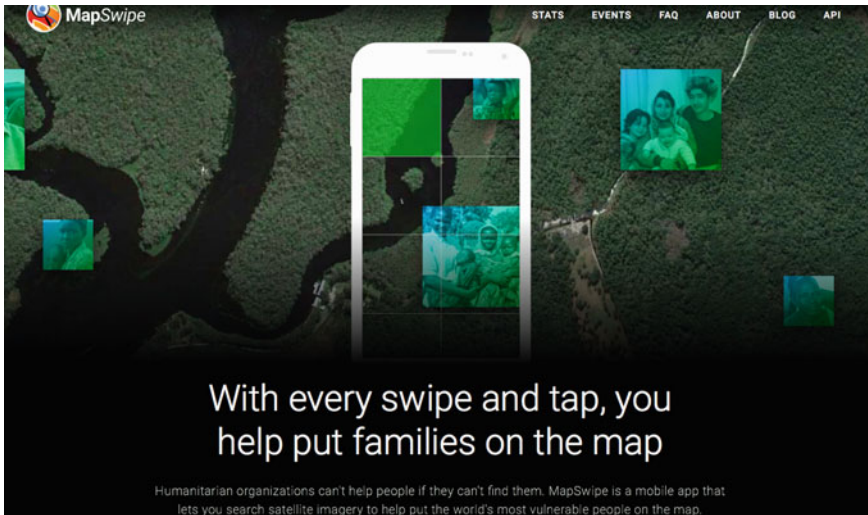 MapSwipe
STATS EVENTS FAQ ABOUT BLOG API
With every swipe and tap, you
help put families on the map
Humanitarian organizations can't help people if they can't find them. MapSwipe is a mobile app that
lets you search satellite imagery to help put the world's most vulnerable people on the map.